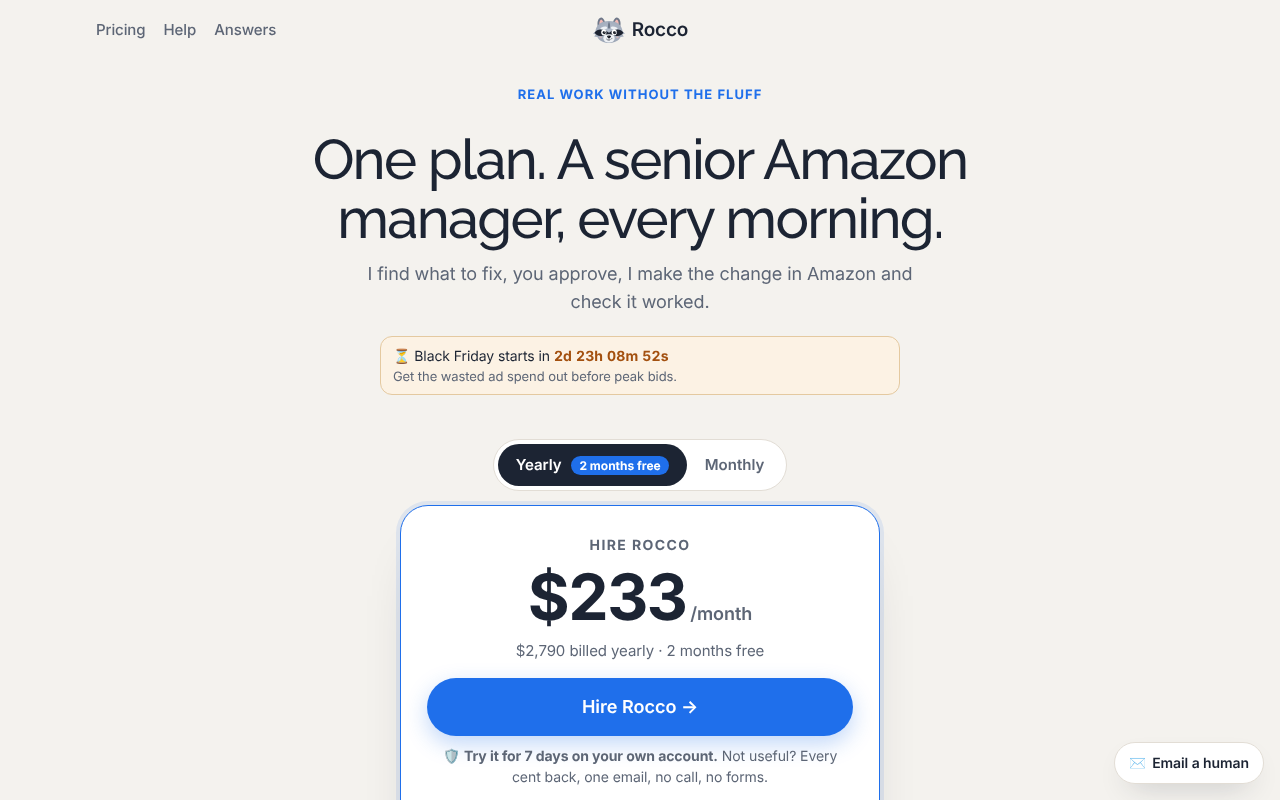 Pricing Help Answers
Rocco
REAL WORK WITHOUT THE FLUFF
One plan. A senior Amazon
manager, every morning.
I find what to fix, you approve, I make the change in Amazon and
check it worked.
⏳ Black Friday starts in 2d 23h 08m 52s
Get the wasted ad spend out before peak bids.
Yearly 2 months free Monthly
HIRE ROCCO
$233/month
$2,790 billed yearly · 2 months free
Hire Rocco →
🛡️ Try it for 7 days on your own account. Not useful? Every
cent back, one email, no call, no forms.
✉️ Email a human